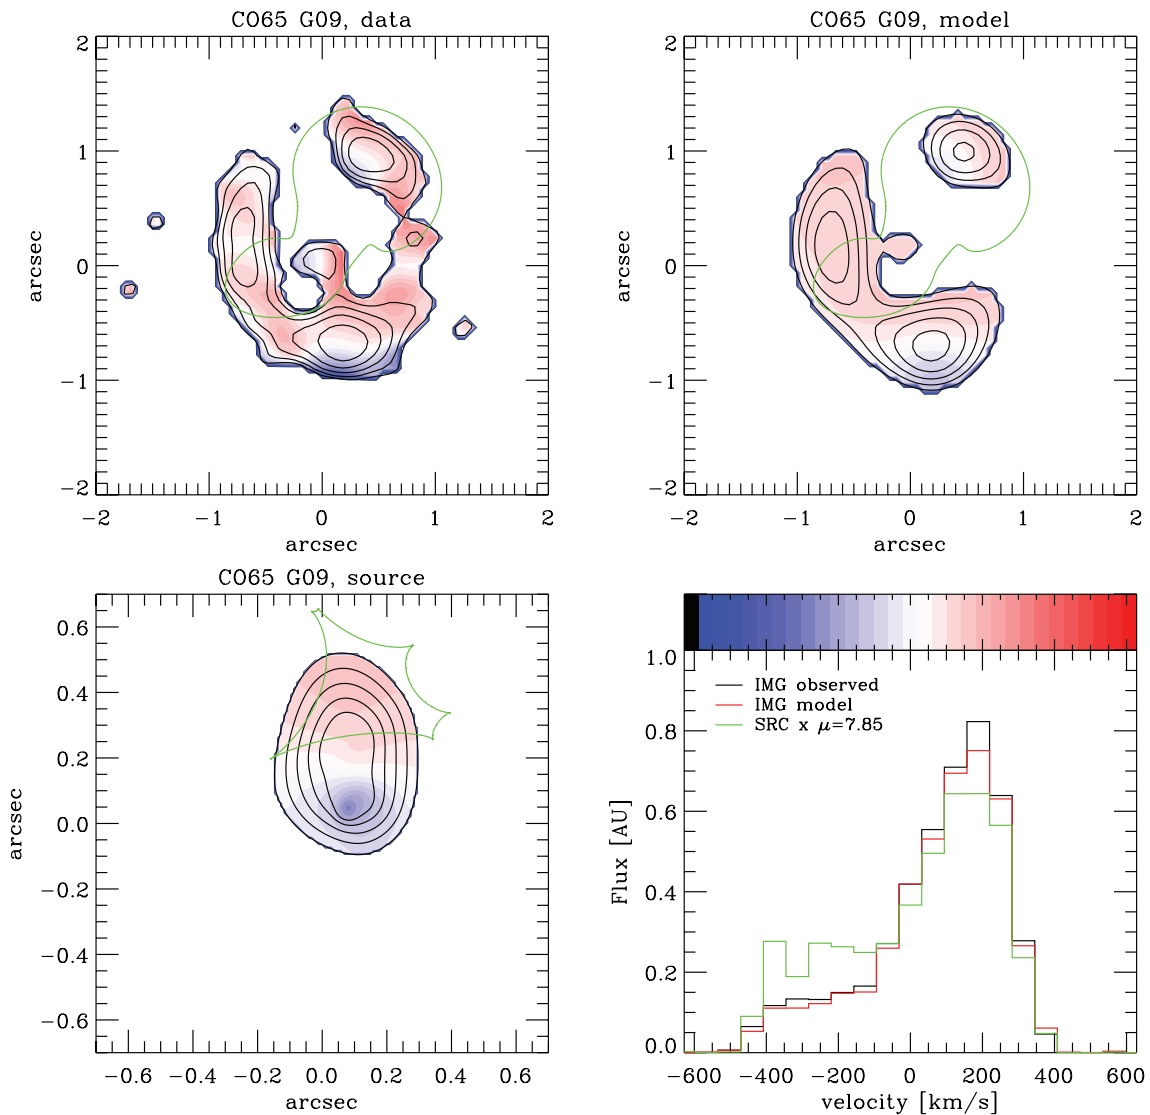 CO65 G09, data
CO65 G09, model
2
1
0
−1
−2
arcsec
−2 −1 0 1 2
arcsec
2
1
0
−1
−2
arcsec
−2 −1 0 1 2
arcsec
CO65 G09, source
0.6
0.4
0.2
0.0
−0.2
−0.4
−0.6
arcsec
−0.6 −0.4 −0.2 0.0 0.2 0.4 0.6
arcsec
1.0
0.8
0.6
0.4
0.2
0.0
Flux [AU]
IMG observed
IMG model
SRC x μ=7.85
−600 −400 −200 0 200 400 600
velocity [km/s]